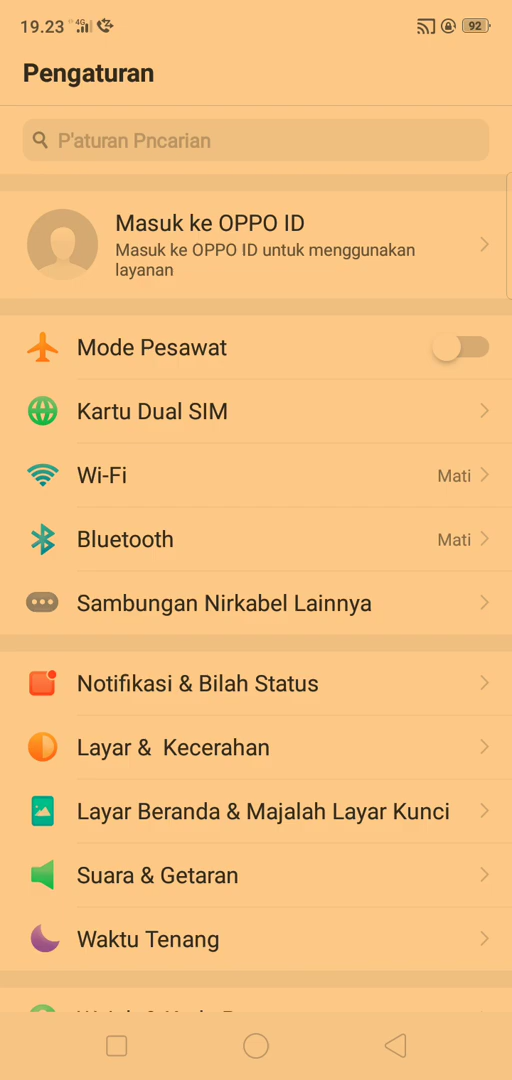 19.23 4G 92
Pengaturan
P'aturan Pncarian
Masuk ke OPPO ID
Masuk ke OPPO ID untuk menggunakan
layanan
Mode Pesawat
Kartu Dual SIM
Wi-Fi Mati
Bluetooth Mati
Sambungan Nirkabel Lainnya
Notifikasi & Bilah Status
Layar & Kecerahan
Layar Beranda & Majalah Layar Kunci
Suara & Getaran
Waktu Tenang